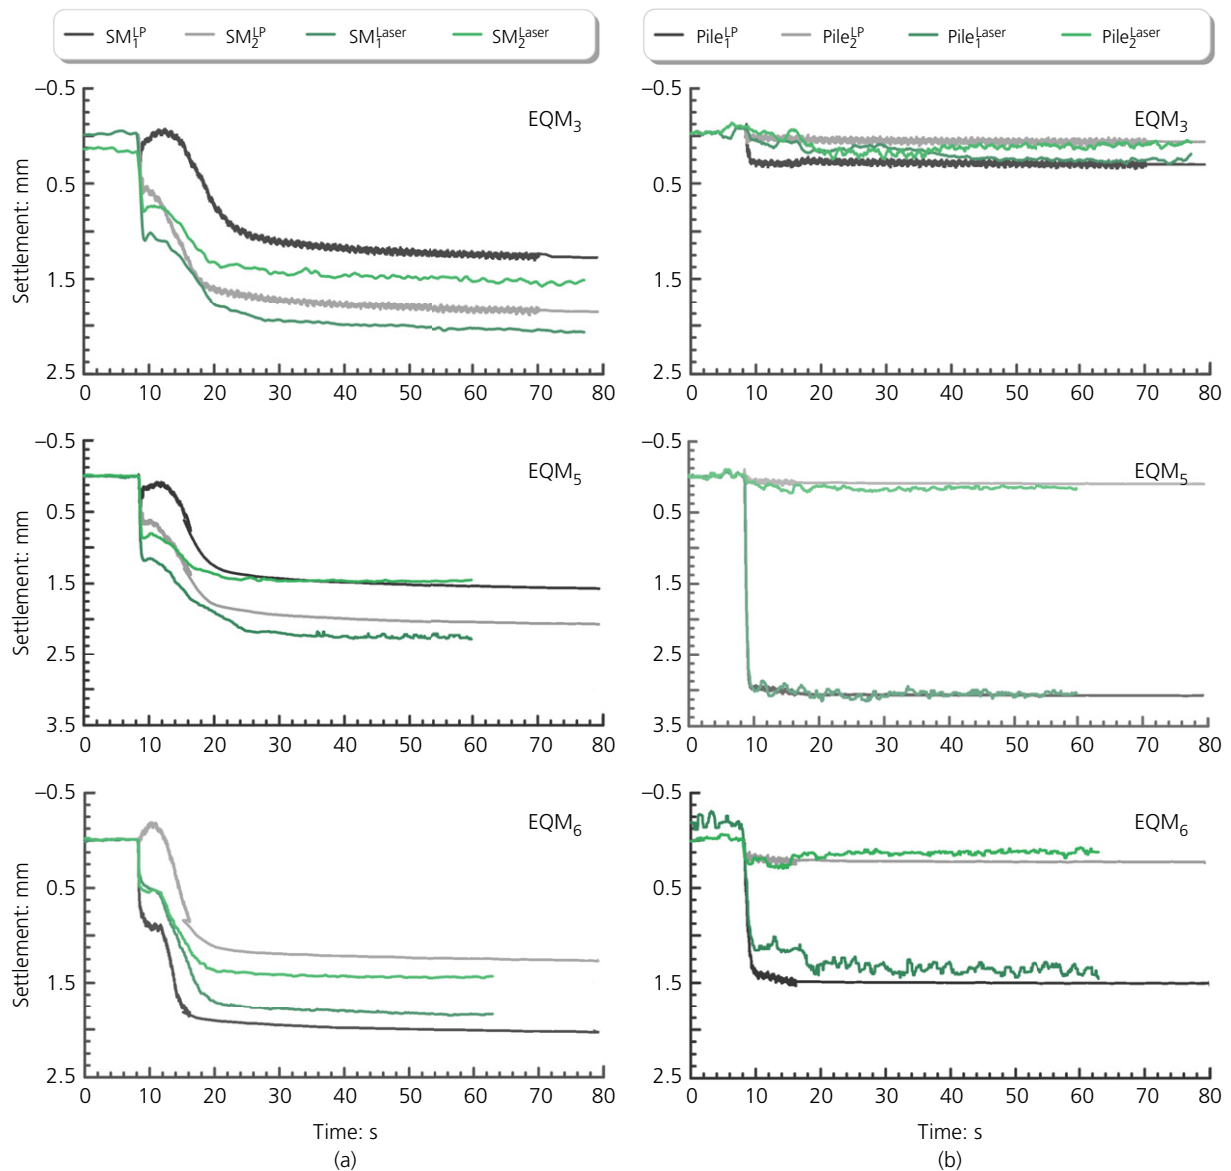 SM₁ᴸᴾ SM₂ᴸᴾ SM₁ᴸᵃˢᵉʳ SM₂ᴸᵃˢᵉʳ
Pile₁ᴸᴾ Pile₂ᴸᴾ Pile₁ᴸᵃˢᵉʳ Pile₂ᴸᵃˢᵉʳ
–0.5
0.5
1.5
2.5
Settlement: mm
EQM₃
0 10 20 30 40 50 60 70 80
–0.5
0.5
1.5
2.5
Settlement: mm
EQM₃
0 10 20 30 40 50 60 70 80
–0.5
0.5
1.5
2.5
3.5
Settlement: mm
EQM₅
0 10 20 30 40 50 60 70 80
–0.5
0.5
1.5
2.5
3.5
Settlement: mm
EQM₅
0 10 20 30 40 50 60 70 80
–0.5
0.5
1.5
2.5
Settlement: mm
EQM₆
0 10 20 30 40 50 60 70 80
Time: s
(a)
–0.5
0.5
1.5
2.5
Settlement: mm
EQM₆
0 10 20 30 40 50 60 70 80
Time: s
(b)